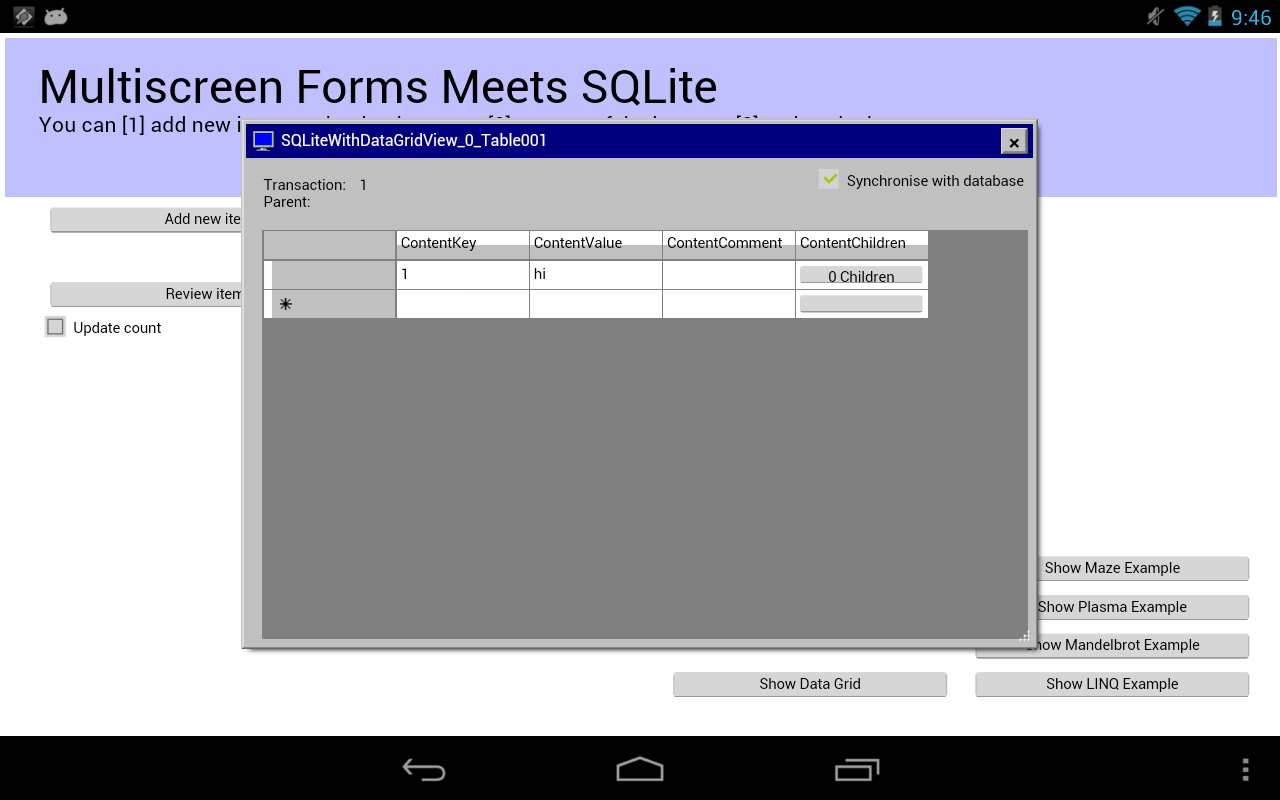 9:46
Multiscreen Forms Meets SQLite
You can [1] add new
SQLiteWithDataGridView_0_Table001
Transaction: 1
Synchronise with database
Parent:
Add new ite
ContentKey ContentValue ContentComment ContentChildren
1 hi 0 Children
Review item
Update count
Show Maze Example
Show Plasma Example
how Mandelbrot Example
Show Data Grid
Show LINQ Example